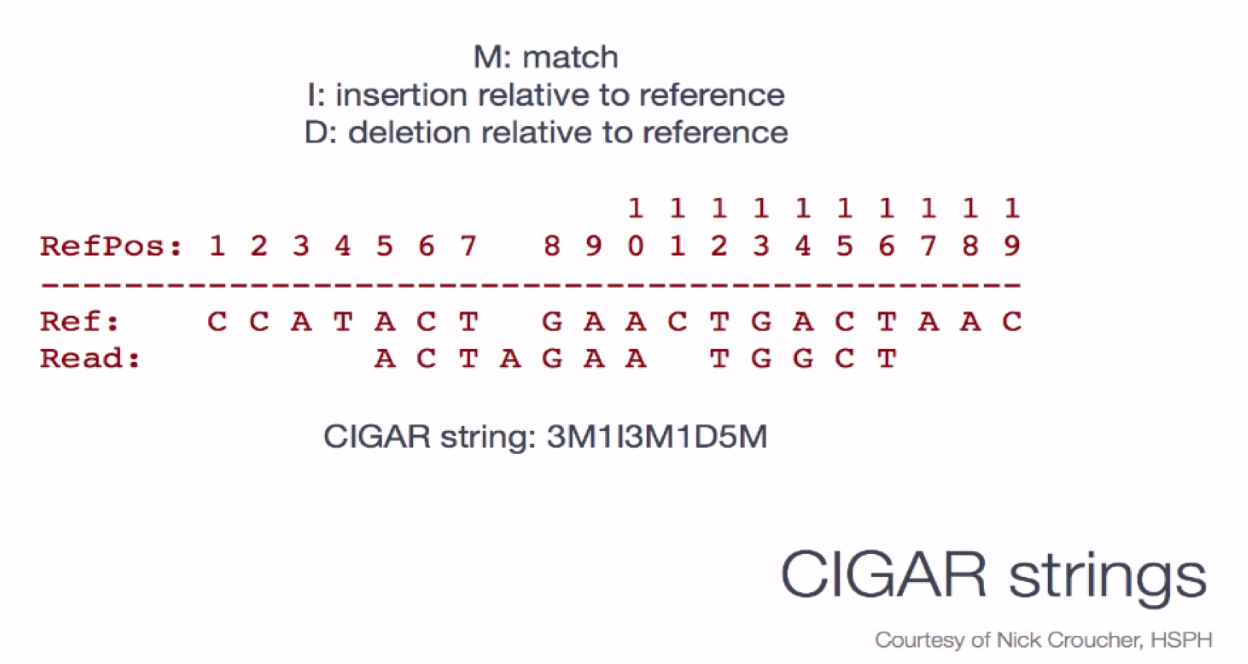 M: match
I: insertion relative to reference
D: deletion relative to reference
1 1 1 1 1 1 1 1 1 1
RefPos: 1 2 3 4 5 6 7 8 9 0 1 2 3 4 5 6 7 8 9
-----------------------------------------------
Ref: C C A T A C T G A A C T G A C T A A C
Read: A C T A G A A T G G C T
CIGAR string: 3M1I3M1D5M
CIGAR strings
Courtesy of Nick Croucher, HSPH